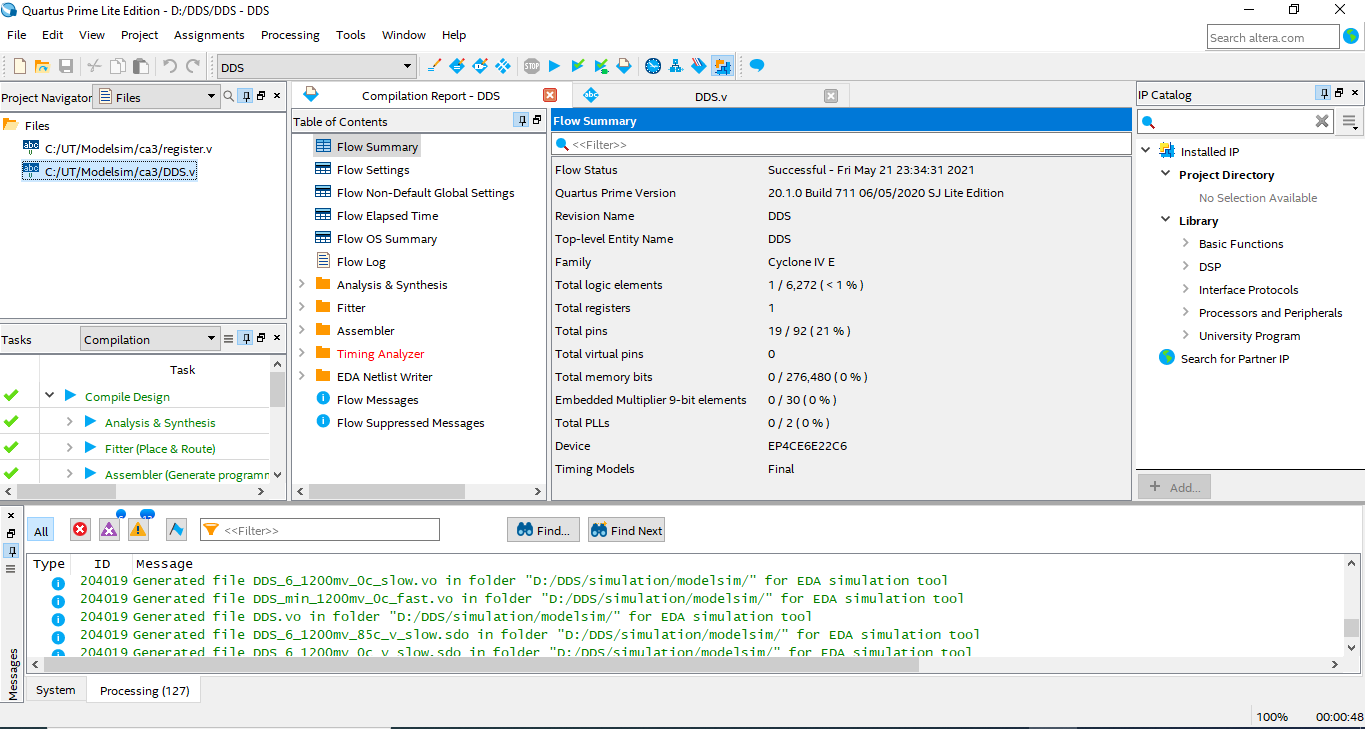 Quartus Prime Lite Edition - D:/DDS/DDS - DDS
File Edit View Project Assignments Processing Tools Window Help
Search altera.com
DDS
STOP
Project Navigator Files
Files
abc C:/UT/Modelsim/ca3/register.v
abc C:/UT/Modelsim/ca3/DDS.v
Tasks Compilation
Task
Compile Design
Analysis & Synthesis
Fitter (Place & Route)
Assembler (Generate programm
Compilation Report - DDS
abc DDS.v
Table of Contents
Flow Summary
Flow Settings
Flow Non-Default Global Settings
Flow Elapsed Time
Flow OS Summary
Flow Log
Analysis & Synthesis
Fitter
Assembler
Timing Analyzer
EDA Netlist Writer
Flow Messages
Flow Suppressed Messages
Flow Summary
<<Filter>>
Flow Status Successful - Fri May 21 23:34:31 2021
Quartus Prime Version 20.1.0 Build 711 06/05/2020 SJ Lite Edition
Revision Name DDS
Top-level Entity Name DDS
Family Cyclone IV E
Total logic elements 1 / 6,272 ( < 1 % )
Total registers 1
Total pins 19 / 92 ( 21 % )
Total virtual pins 0
Total memory bits 0 / 276,480 ( 0 % )
Embedded Multiplier 9-bit elements 0 / 30 ( 0 % )
Total PLLs 0 / 2 ( 0 % )
Device EP4CE6E22C6
Timing Models Final
IP Catalog
Installed IP
Project Directory
No Selection Available
Library
Basic Functions
DSP
Interface Protocols
Processors and Peripherals
University Program
Search for Partner IP
+ Add...
All <<Filter>> Find... Find Next
Type ID Message
204019 Generated file DDS_6_1200mv_0c_slow.vo in folder "D:/DDS/simulation/modelsim/" for EDA simulation tool
204019 Generated file DDS_min_1200mv_0c_fast.vo in folder "D:/DDS/simulation/modelsim/" for EDA simulation tool
204019 Generated file DDS.vo in folder "D:/DDS/simulation/modelsim/" for EDA simulation tool
204019 Generated file DDS_6_1200mv_85c_v_slow.sdo in folder "D:/DDS/simulation/modelsim/" for EDA simulation tool
204019 Generated file DDS_6_1200mv_0c_v_slow.sdo in folder "D:/DDS/simulation/modelsim/" for EDA simulation tool
Messages
System Processing (127)
100% 00:00:48